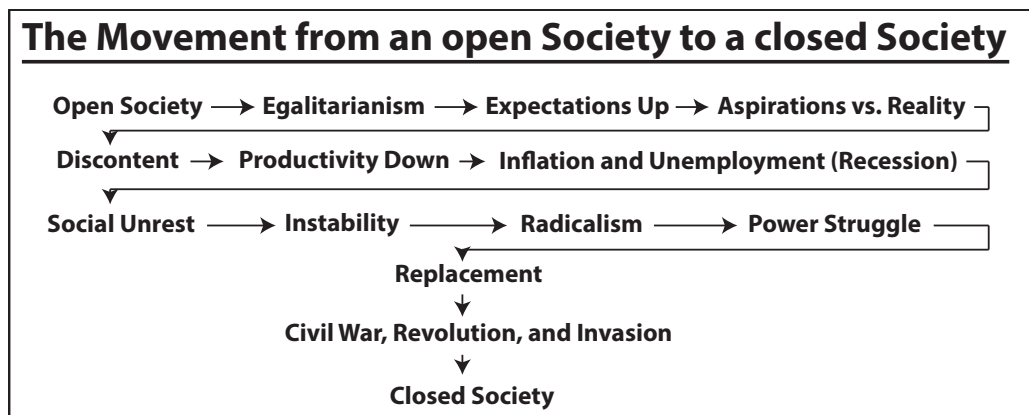 The Movement from an open Society to a closed Society
Open Society Egalitarianism Expectations Up Aspirations vs. Reality
Discontent Productivity Down Inflation and Unemployment (Recession)
Social Unrest Instability Radicalism Power Struggle
Replacement
Civil War, Revolution, and Invasion
Closed Society